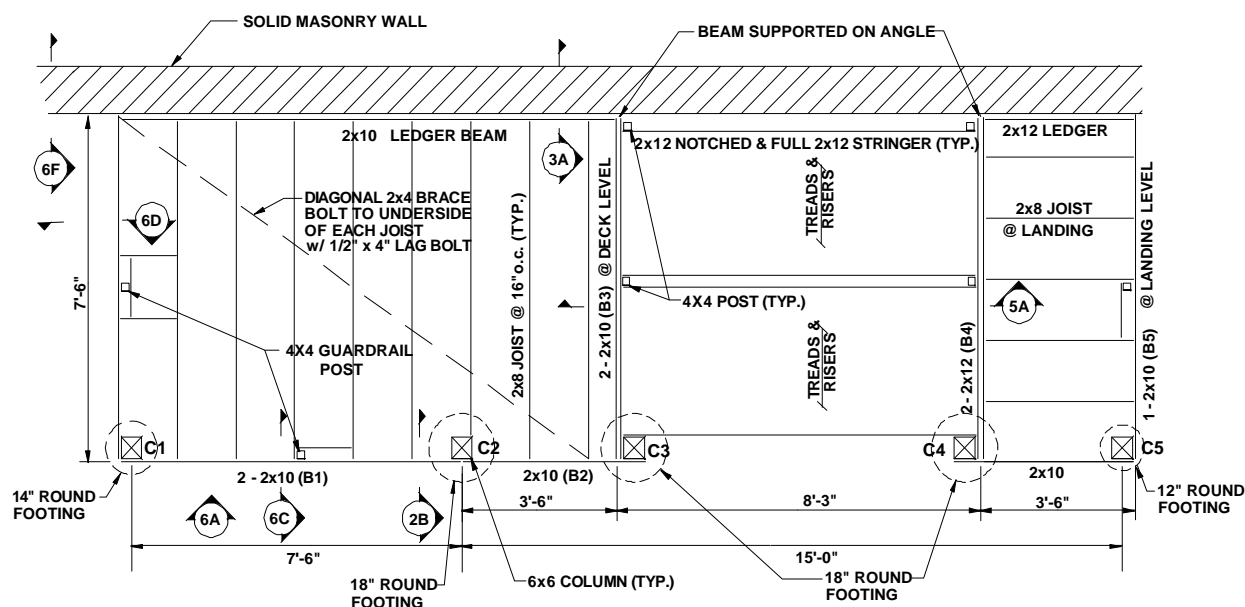 SOLID MASONRY WALL
BEAM SUPPORTED ON ANGLE
2x10 LEDGER BEAM
2x12 NOTCHED & FULL 2x12 STRINGER (TYP.)
2x12 LEDGER
6F
3A
DIAGONAL 2x4 BRACE
BOLT TO UNDERSIDE
OF EACH JOIST
w/ 1/2" x 4" LAG BOLT
6D
7'-6"
2x8 JOIST @ 16" o.c. (TYP.)
2 - 2x10 (B3) @ DECK LEVEL
TREADS &
RISERS
2x8 JOIST
@ LANDING
1 - 2x10 (B5) @ LANDING LEVEL
4X4 POST (TYP.)
5A
4X4 GUARDRAIL
POST
TREADS &
RISERS
2 - 2x12 (B4)
C1
C2
C3
C4
C5
2 - 2x10 (B1)
2x10 (B2)
2x10
14" ROUND
FOOTING
6A
6C
2B
3'-6"
8'-3"
3'-6"
12" ROUND
FOOTING
7'-6"
15'-0"
18" ROUND
FOOTING
6x6 COLUMN (TYP.)
18" ROUND
FOOTING